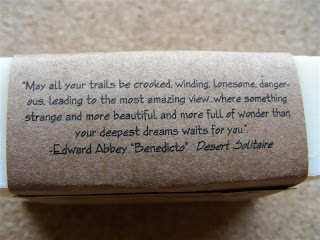 "May all your trails be crooked, winding, lonesome, danger-
ous, leading to the most amazing view..where something
strange and more beautiful and more full of wonder than
your deepest dreams waits for you".
-Edward Abbey "Benedicto" Desert Solitaire